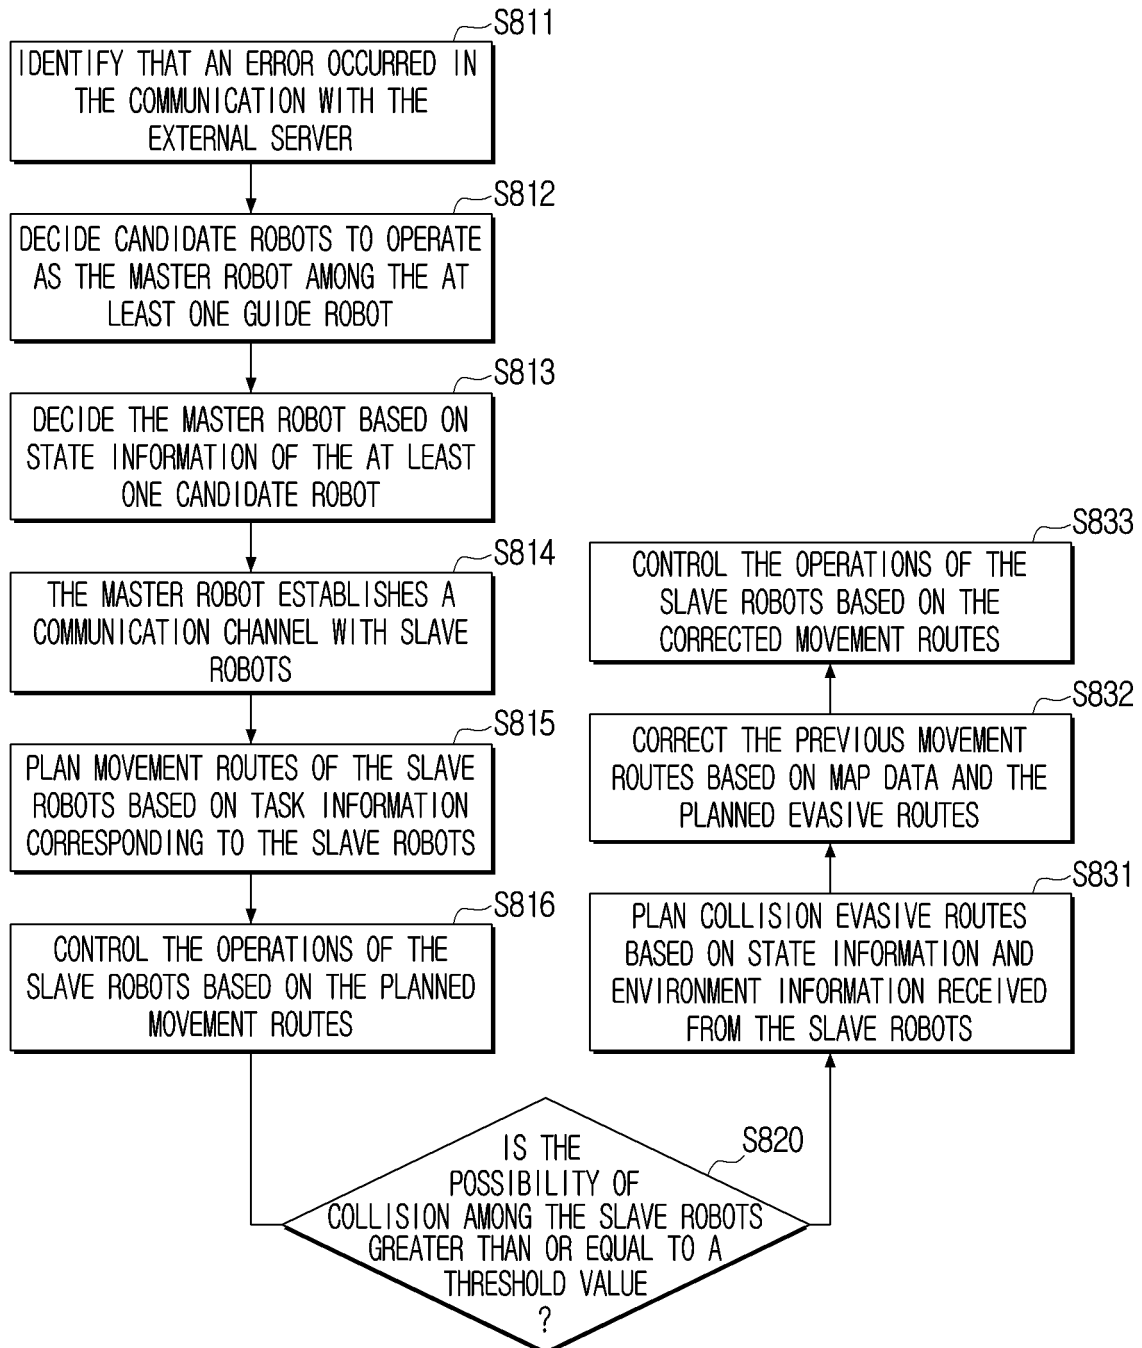 S811
IDENTIFY THAT AN ERROR OCCURRED IN
THE COMMUNICATION WITH THE
EXTERNAL SERVER
S812
DECIDE CANDIDATE ROBOTS TO OPERATE
AS THE MASTER ROBOT AMONG THE AT
LEAST ONE GUIDE ROBOT
S813
DECIDE THE MASTER ROBOT BASED ON
STATE INFORMATION OF THE AT LEAST
ONE CANDIDATE ROBOT
S814
THE MASTER ROBOT ESTABLISHES A
COMMUNICATION CHANNEL WITH SLAVE
ROBOTS
S815
PLAN MOVEMENT ROUTES OF THE SLAVE
ROBOTS BASED ON TASK INFORMATION
CORRESPONDING TO THE SLAVE ROBOTS
S816
CONTROL THE OPERATIONS OF THE
SLAVE ROBOTS BASED ON THE PLANNED
MOVEMENT ROUTES
S820
IS THE
POSSIBILITY OF
COLLISION AMONG THE SLAVE ROBOTS
GREATER THAN OR EQUAL TO A
THRESHOLD VALUE
?
S831
PLAN COLLISION EVASIVE ROUTES
BASED ON STATE INFORMATION AND
ENVIRONMENT INFORMATION RECEIVED
FROM THE SLAVE ROBOTS
S832
CORRECT THE PREVIOUS MOVEMENT
ROUTES BASED ON MAP DATA AND THE
PLANNED EVASIVE ROUTES
S833
CONTROL THE OPERATIONS OF THE
SLAVE ROBOTS BASED ON THE
CORRECTED MOVEMENT ROUTES